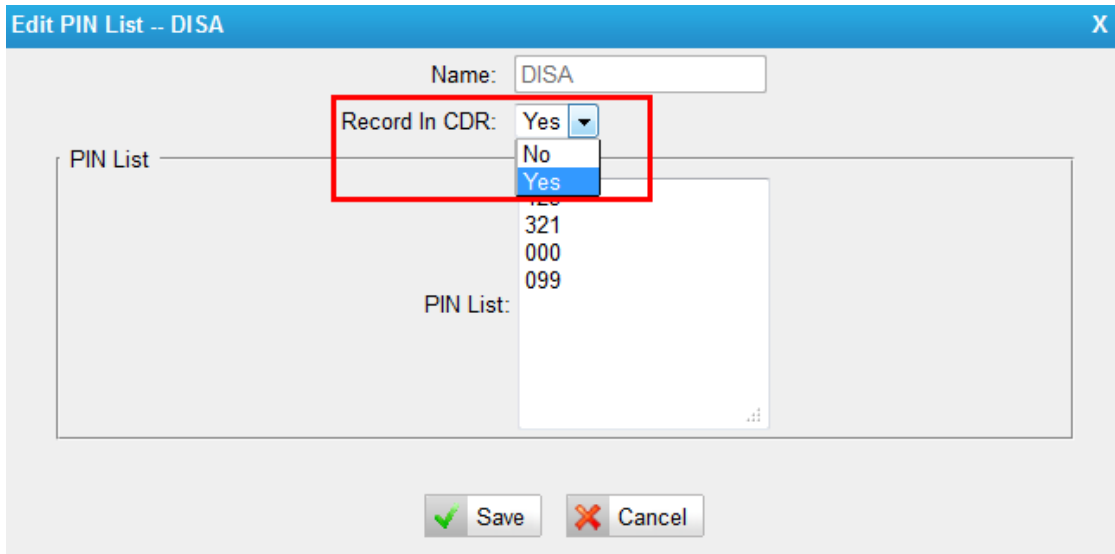 Edit PIN List -- DISA X
Name: DISA
Record In CDR: Yes
No
Yes
PIN List
321
000
099
PIN List:
Save Cancel